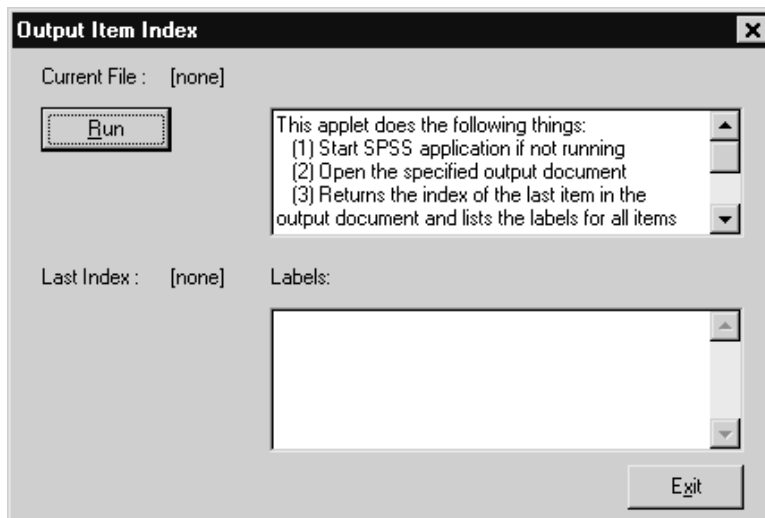 Output Item Index
Current File : [none]
Run
This applet does the following things:
(1) Start SPSS application if not running
(2) Open the specified output document
(3) Returns the index of the last item in the
output document and lists the labels for all items
Last Index : [none] Labels:
Exit